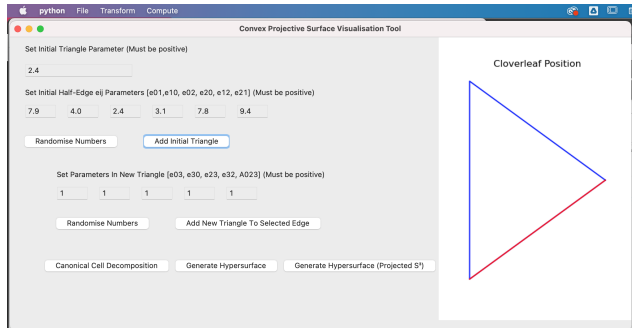 python File Transform Compute
Convex Projective Surface Visualisation Tool
Set Initial Triangle Parameter (Must be positive)
2.4
Set Initial Half-Edge eij Parameters [e01,e10, e02, e20, e12, e21] (Must be positive)
7.9 4.0 2.4 3.1 7.8 9.4
Randomise Numbers Add Initial Triangle
Set Parameters In New Triangle [e03, e30, e23, e32, A023] (Must be positive)
1 1 1 1 1
Randomise Numbers Add New Triangle To Selected Edge
Canonical Cell Decomposition Generate Hypersurface Generate Hypersurface (Projected S³)
Cloverleaf Position